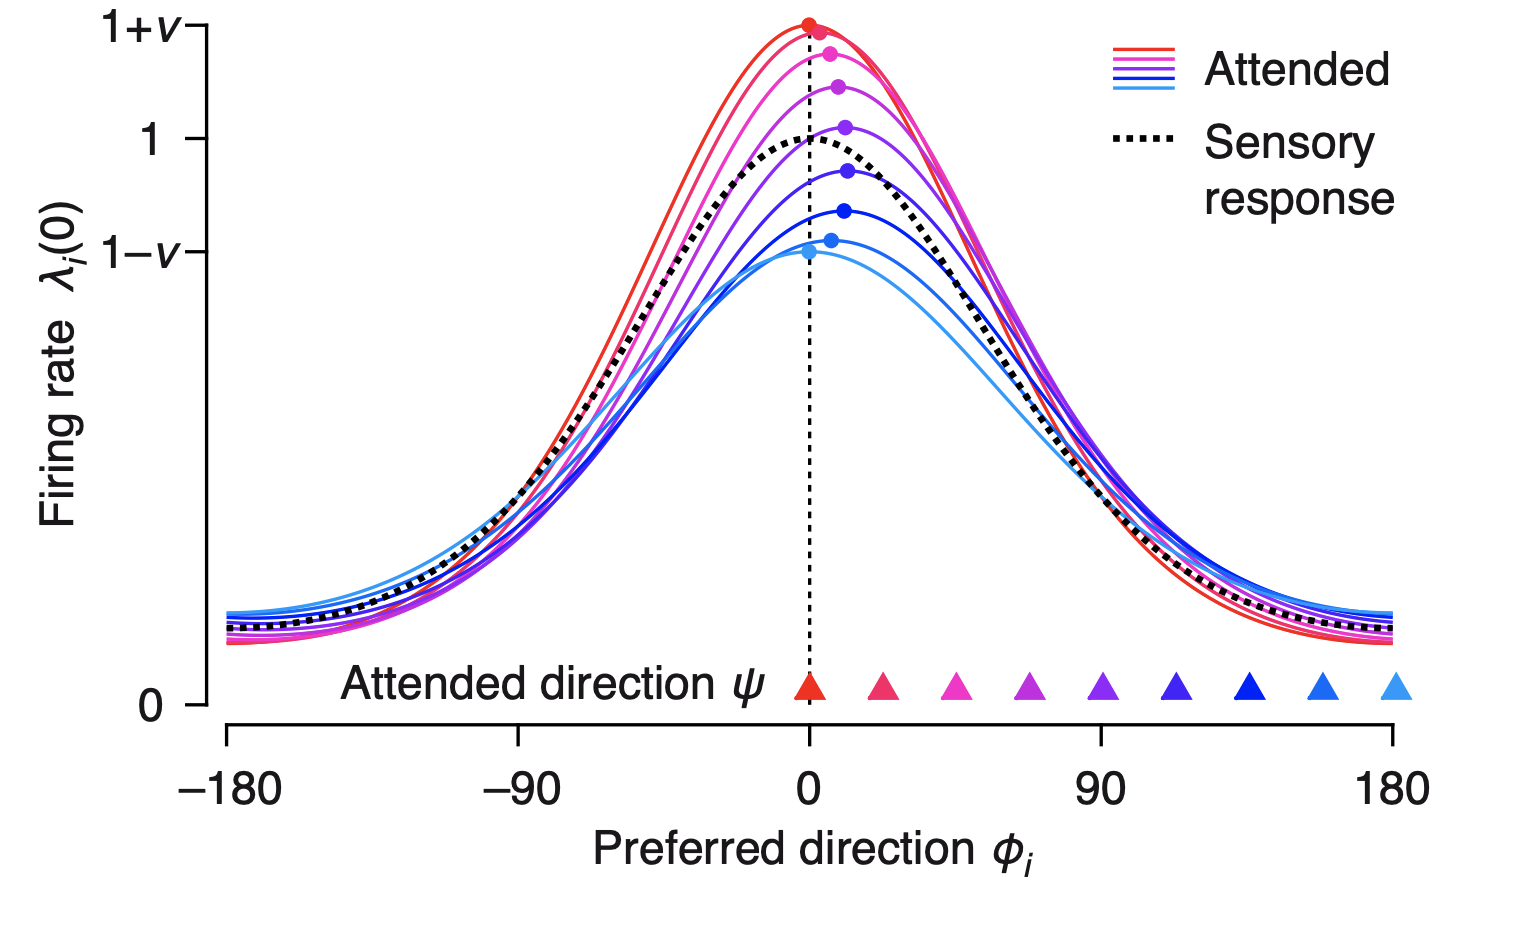 1+v
1
1–v
0
Firing rate λi(0)
Attended
Sensory
response
Attended direction ψ
–180
–90
0
90
180
Preferred direction ϕi